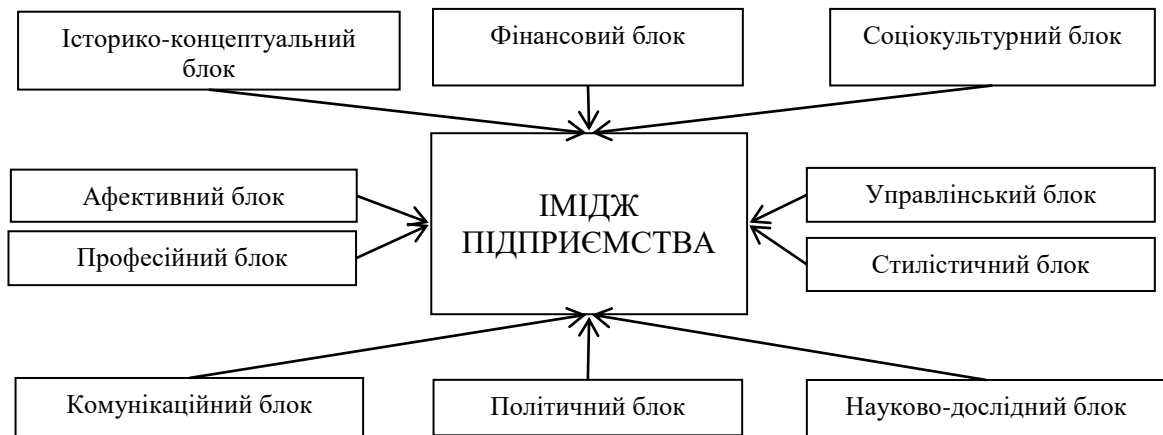 Історико-концептуальний
блок
Фінансовий блок
Соціокультурний блок
Афективний блок
Професійний блок
ІМІДЖ
ПІДПРИЄМСТВА
Управлінський блок
Стилістичний блок
Комунікаційний блок
Політичний блок
Науково-дослідний блок